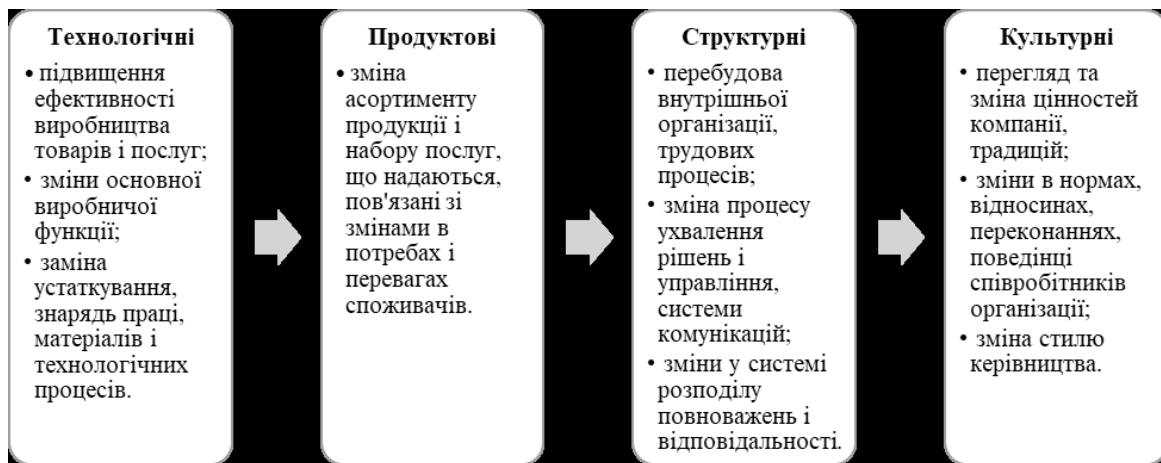 Технологічні
• підвищення
ефективності
виробництва
товарів і послуг;
• зміни основної
виробничої
функції;
• заміна
устаткування,
знарядь праці,
матеріалів і
технологічних
процесів.
Продуктові
• зміна
асортименту
продукції і
набору послуг,
що надаються,
пов'язані зі
змінами в
потребах і
перевагах
споживачів.
Структурні
• перебудова
внутрішньої
організації,
трудових
процесів;
• зміна процесу
ухвалення
рішень і
управління,
системи
комунікацій;
• зміни у системі
розподілу
повноважень і
відповідальності.
Культурні
• перегляд та
зміна цінностей
компанії,
традицій;
• зміни в нормах,
відносинах,
переконаннях,
поведінці
співробітників
організації;
• зміна стилю
керівництва.